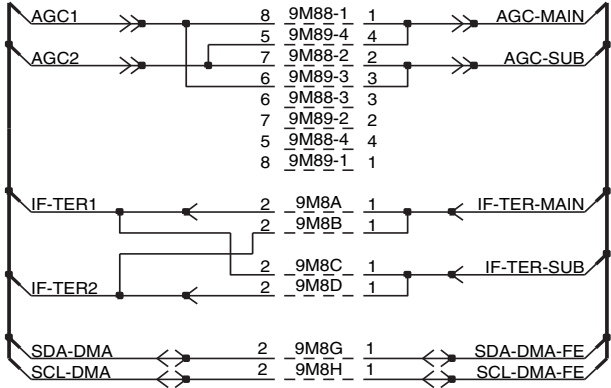 AGC1 8 9M88-1 1 AGC-MAIN
5 9M89-4 4
AGC2 7 9M88-2 2 AGC-SUB
6 9M89-3 3
6 9M88-3 3
7 9M89-2 2
5 9M88-4 4
8 9M89-1 1
IF-TER1 2 9M8A 1 IF-TER-MAIN
2 9M8B 1
2 9M8C 1 IF-TER-SUB
IF-TER2 2 9M8D 1
SDA-DMA 2 9M8G 1 SDA-DMA-FE
SCL-DMA 2 9M8H 1 SCL-DMA-FE